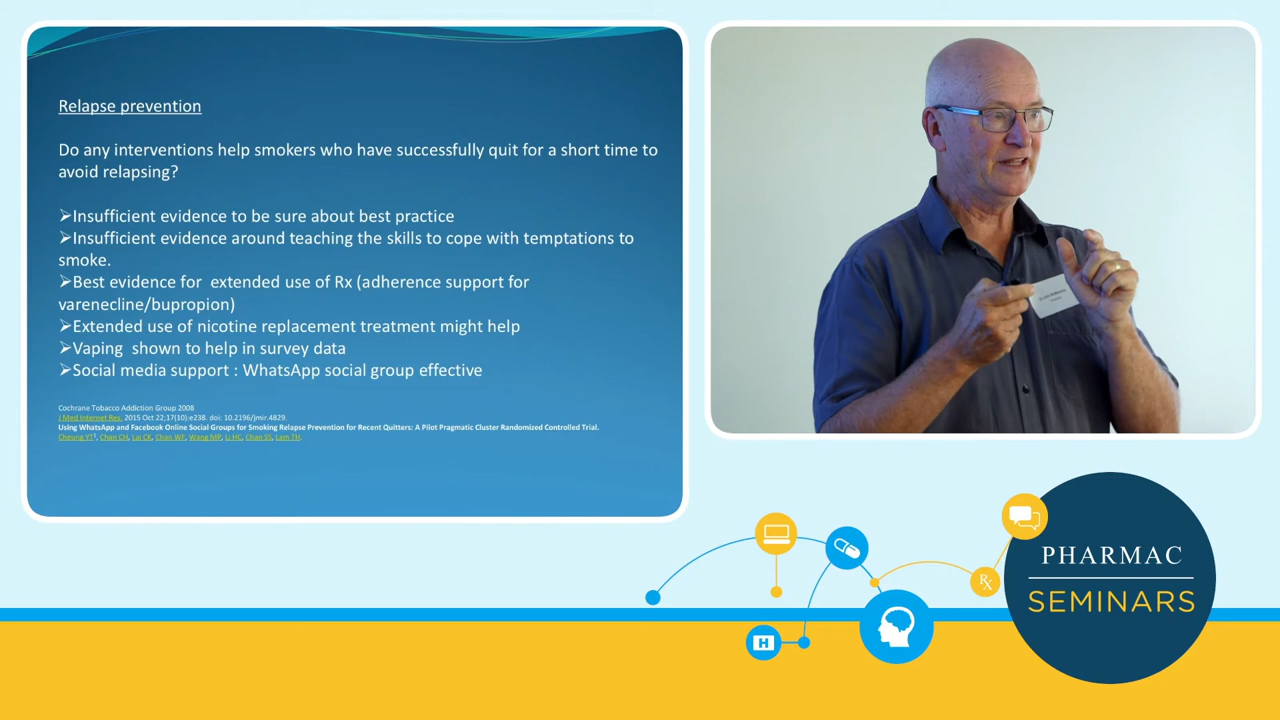 Relapse prevention
Do any interventions help smokers who have successfully quit for a short time to
avoid relapsing?
➢Insufficient evidence to be sure about best practice
➢Insufficient evidence around teaching the skills to cope with temptations to
smoke.
➢Best evidence for extended use of Rx (adherence support for
varenecline/bupropion)
➢Extended use of nicotine replacement treatment might help
➢Vaping shown to help in survey data
➢Social media support : WhatsApp social group effective
Cochrane Tobacco Addiction Group 2008
J Med Internet Res. 2015 Oct 22;17(10):e238. doi: 10.2196/jmir.4829.
Using WhatsApp and Facebook Online Social Groups for Smoking Relapse Prevention for Recent Quitters: A Pilot Pragmatic Cluster Randomized Controlled Trial.
Cheung YT1, Chan CH, Lai CK, Chan WF, Wang MP, Li HC, Chan SS, Lam TH.
Rx
H
PHARMAC
SEMINARS